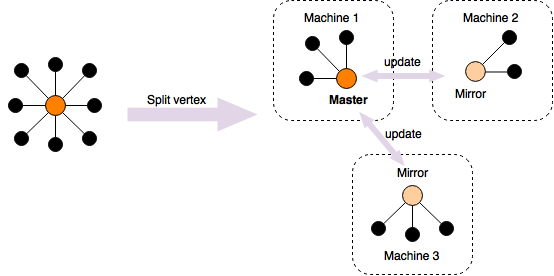 Machine 1
Machine 2
update
Split vertex
Mirror
Master
update
Mirror
Machine 3